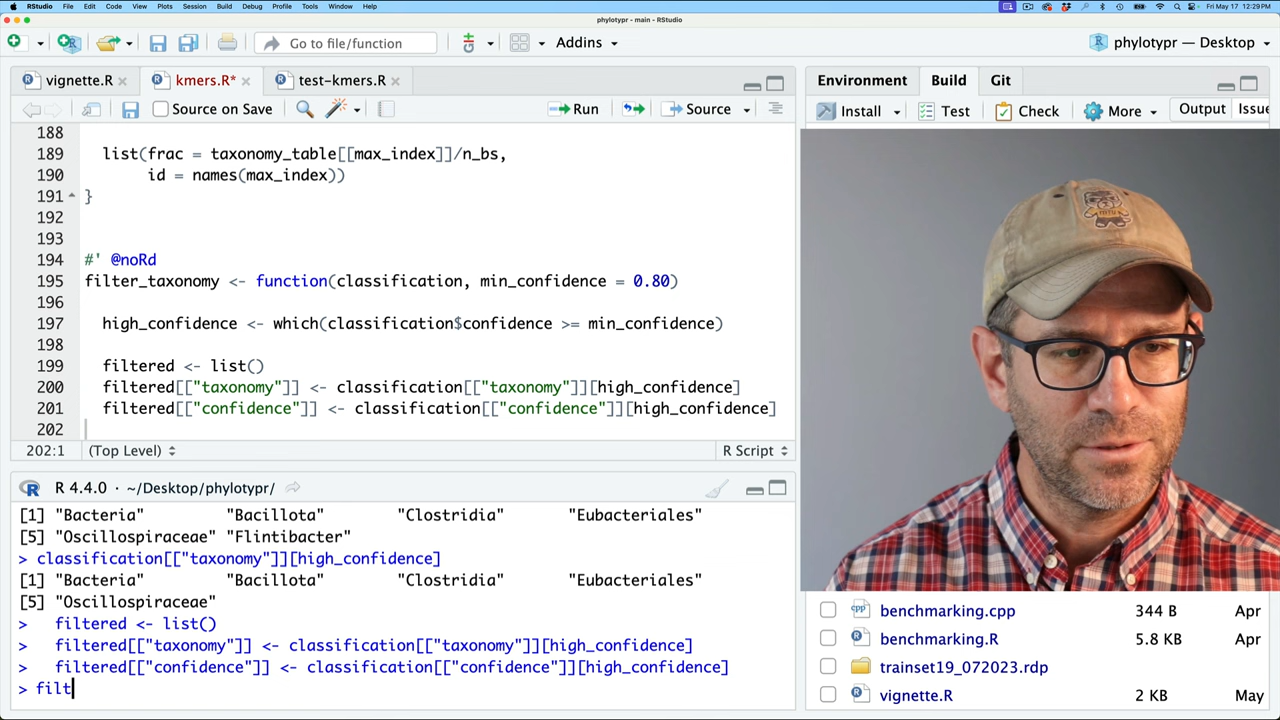 RStudio File Edit Code View Plots Session Build Debug Profile Tools Window Help Fri May 17 12:29 PM
phylotypr - main - RStudio
Go to file/function Addins phylotypr — Desktop
vignette.R kmers.R* test-kmers.R Environment Build Git
Source on Save Run Source Install Test Check More Output Issue
188
189 list(frac = taxonomy_table[[max_index]]/n_bs,
190 id = names(max_index))
191 }
192
193
194 #' @noRd
195 filter_taxonomy <- function(classification, min_confidence = 0.80)
196
197 high_confidence <- which(classification$confidence >= min_confidence)
198
199 filtered <- list()
200 filtered[["taxonomy"]] <- classification[["taxonomy"]][high_confidence]
201 filtered[["confidence"]] <- classification[["confidence"]][high_confidence]
202
202:1 (Top Level) R Script
R 4.4.0 · ~/Desktop/phylotypr/
[1] "Bacteria" "Bacillota" "Clostridia" "Eubacteriales"
[5] "Oscillospiraceae" "Flintibacter"
> classification[["taxonomy"]][high_confidence]
[1] "Bacteria" "Bacillota" "Clostridia" "Eubacteriales"
[5] "Oscillospiraceae"
> filtered <- list()
> filtered[["taxonomy"]] <- classification[["taxonomy"]][high_confidence]
> filtered[["confidence"]] <- classification[["confidence"]][high_confidence]
> filt
benchmarking.cpp 344 B Apr
benchmarking.R 5.8 KB Apr
trainset19_072023.rdp
vignette.R 2 KB May